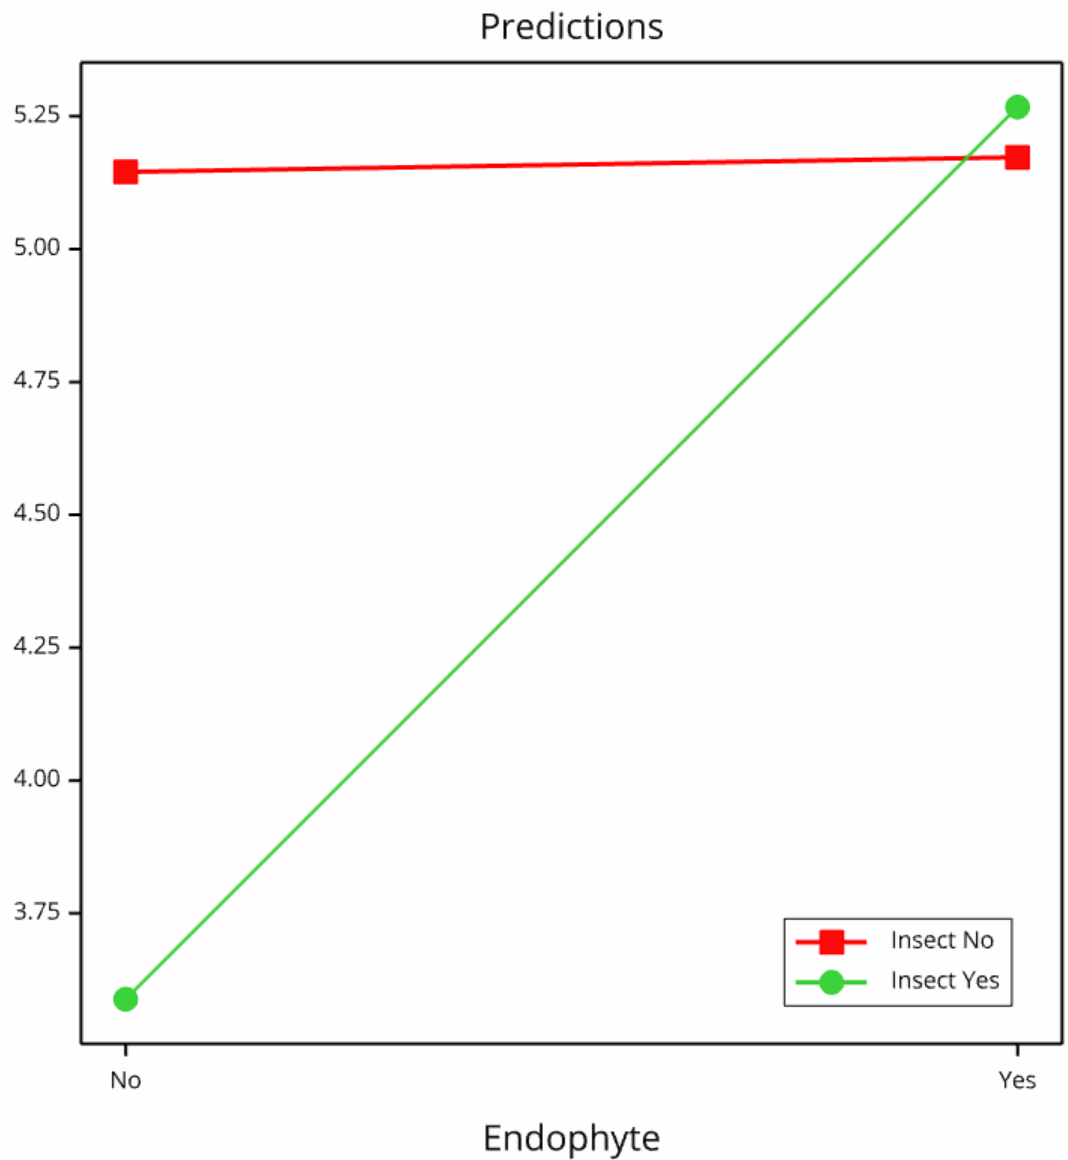 Predictions
5.25
5.00
4.75
4.50
4.25
4.00
3.75
Insect No
Insect Yes
No
Yes
Endophyte